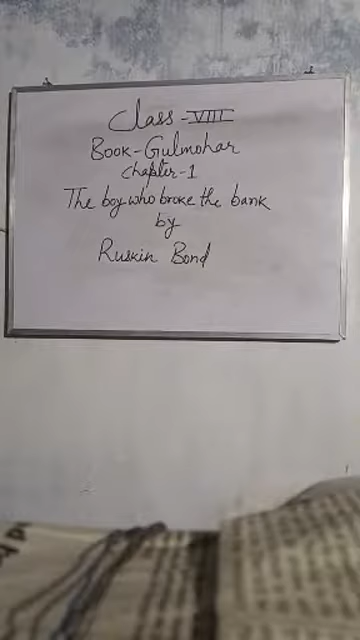 Class - VIII
Book - Gulmohar
Chapter - 1
The boy who broke the bank
by
Ruskin Bond